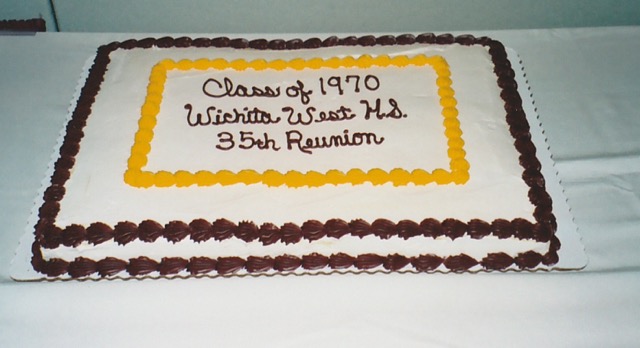 Class of 1970
Wichita West H.S.
35th Reunion